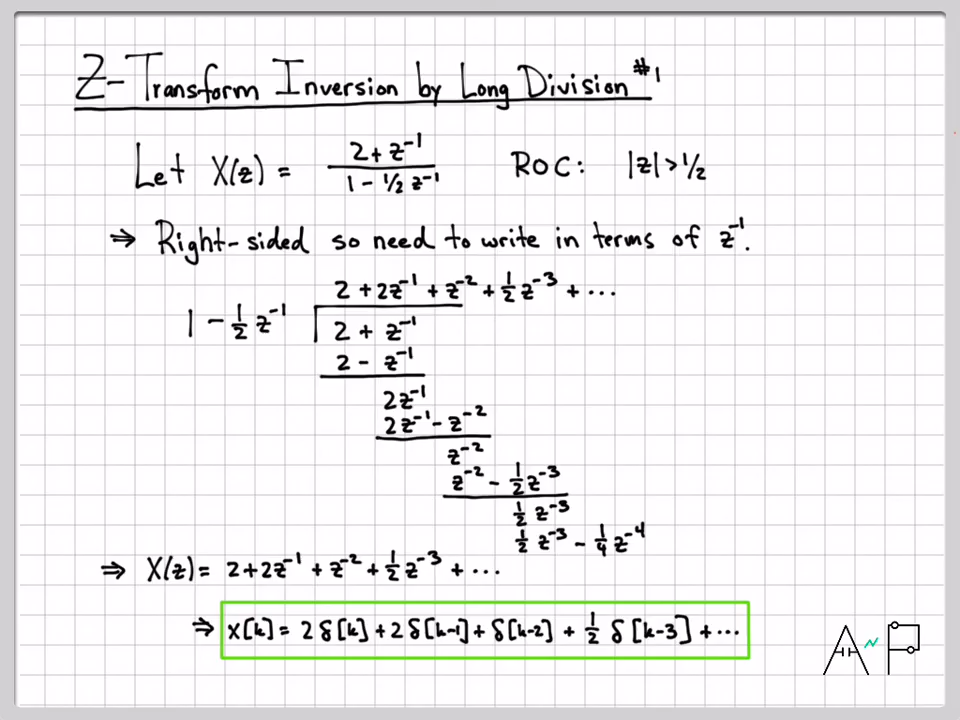 Z-Transform Inversion by Long Division #1
Let X(z) = (2 + z⁻¹)/(1 - 1/2 z⁻¹) ROC: |z| > 1/2
⇒ Right-sided so need to write in terms of z⁻¹.
2 + 2z⁻¹ + z⁻² + 1/2 z⁻³ + ...
1 - 1/2 z⁻¹
2 + z⁻¹
2 - z⁻¹
2z⁻¹
2z⁻¹ - z⁻²
z⁻²
z⁻² - 1/2 z⁻³
1/2 z⁻³
1/2 z⁻³ - 1/4 z⁻⁴
⇒ X(z) = 2 + 2z⁻¹ + z⁻² + 1/2 z⁻³ + ...
⇒ x[k] = 2 δ[k] + 2 δ[k-1] + δ[k-2] + 1/2 δ[k-3] + ...
A P